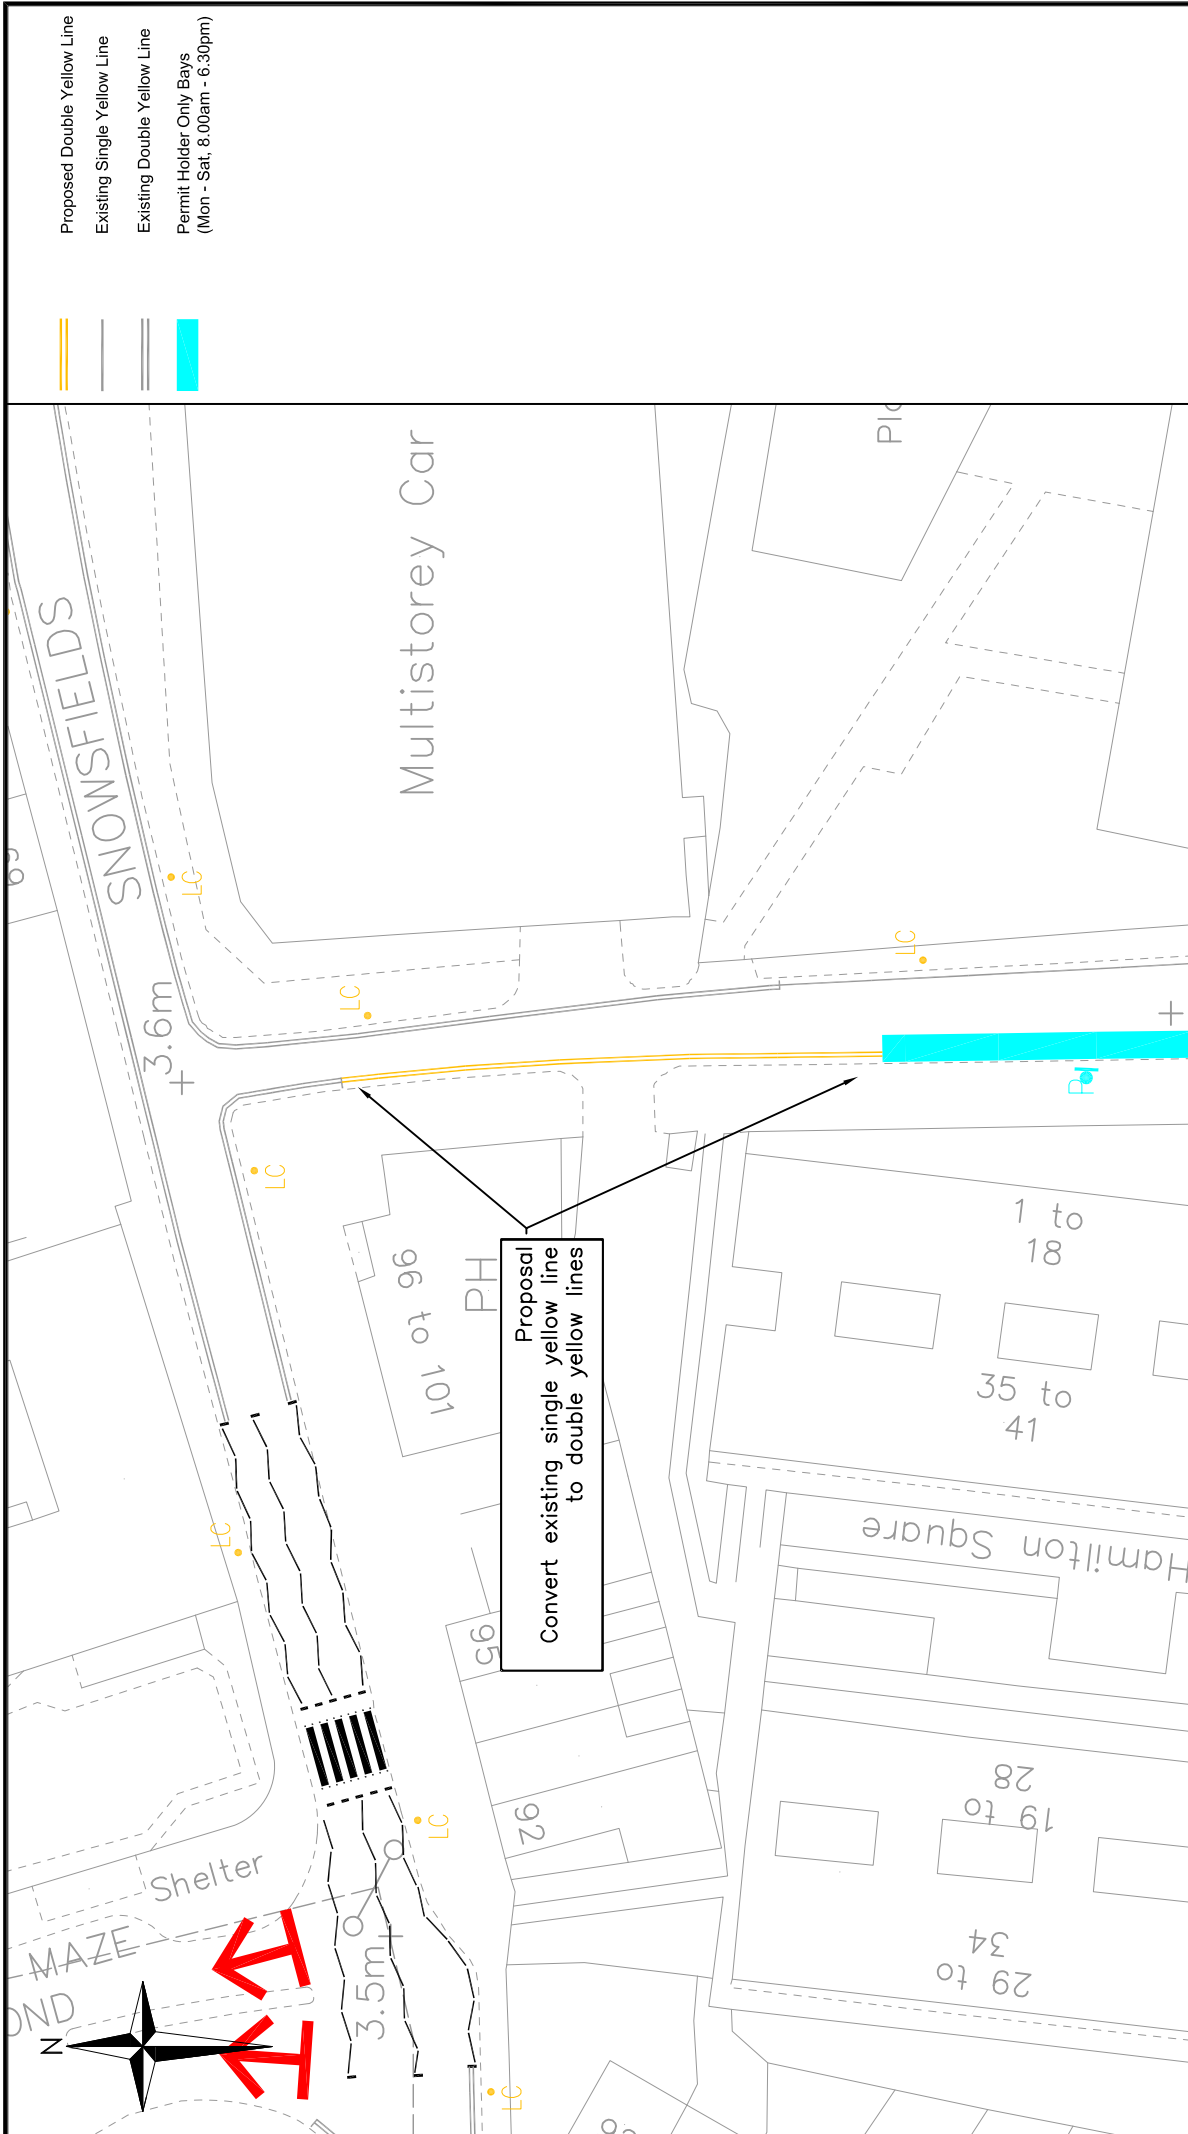 Proposed Double Yellow Line
Existing Single Yellow Line
Existing Double Yellow Line
Permit Holder Only Bays
(Mon - Sat, 8.00am - 6.30pm)
SNOWSFIELDS
Multistorey Car
69
LC
3.6m
LC
LC
LC
P
96 to 101
PH
Proposal
Convert existing single yellow line
to double yellow lines
1 to
18
35 to
41
Hamilton Square
LC
95
92
LC
Shelter
MAZE
3.5m
N
19 to
28
29 to
34
LC